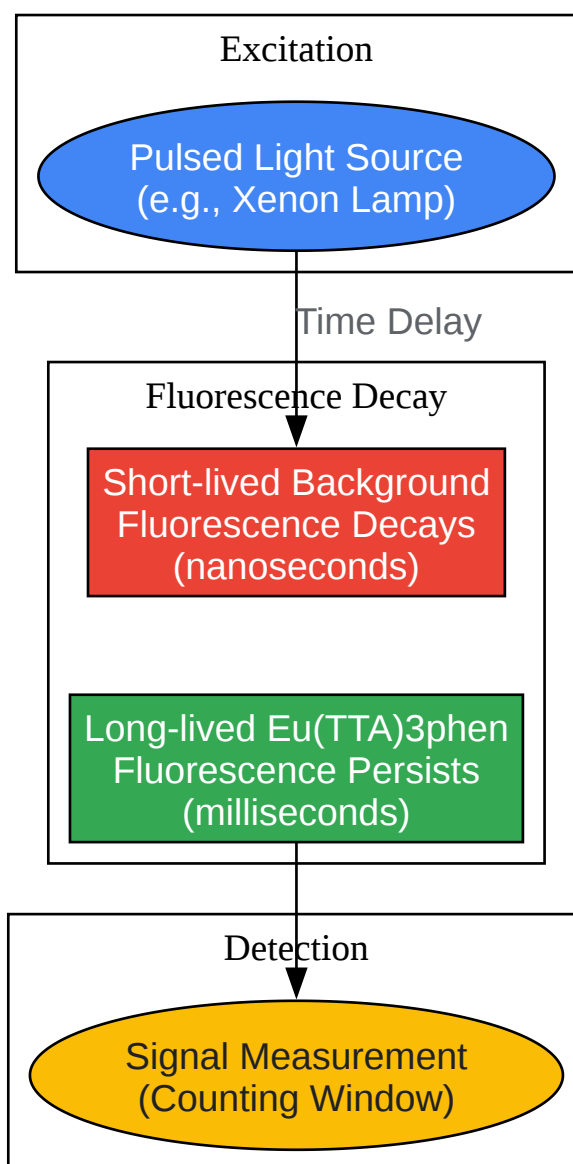 Excitation
Pulsed Light Source
(e.g., Xenon Lamp)
Time Delay
Fluorescence Decay
Short-lived Background
Fluorescence Decays
(nanoseconds)
Long-lived Eu(TTA)3phen
Fluorescence Persists
(milliseconds)
Detection
Signal Measurement
(Counting Window)